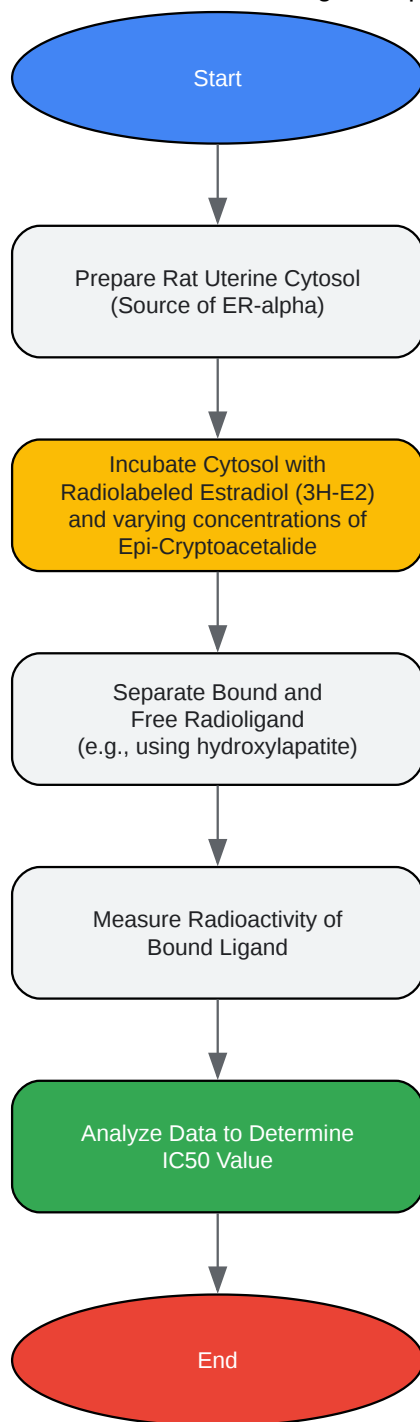 Start
Prepare Rat Uterine Cytosol
(Source of ER-alpha)
Incubate Cytosol with
Radiolabeled Estradiol (3H-E2)
and varying concentrations of
Epi-Cryptoacetalide
Separate Bound and
Free Radioligand
(e.g., using hydroxylapatite)
Measure Radioactivity of
Bound Ligand
Analyze Data to Determine
IC50 Value
End